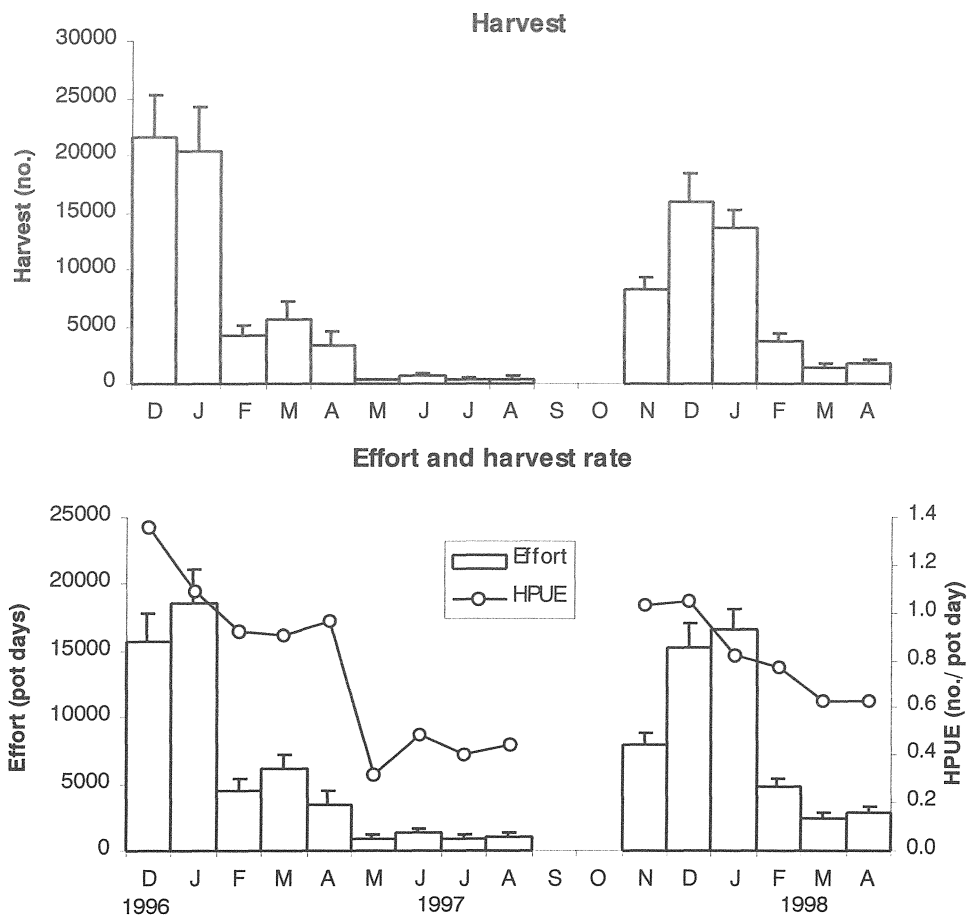 Harvest
30000
25000
20000
15000
10000
5000
0
Harvest (no.)
D J F M A M J J A S O N D J F M A
Effort and harvest rate
25000
20000
15000
10000
5000
0
Effort (pot days)
Effort
HPUE
1.4
1.2
1.0
0.8
0.6
0.4
0.2
0.0
HPUE (no./ pot day)
D J F M A M J J A S O N D J F M A
1996 1997 1998